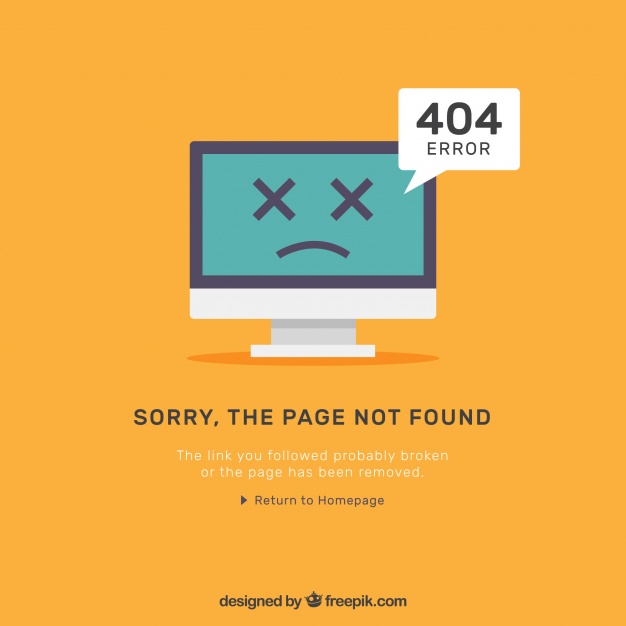 404
ERROR
SORRY, THE PAGE NOT FOUND
The link you followed probably broken
or the page has been removed.
Return to Homepage
designed by freepik.com